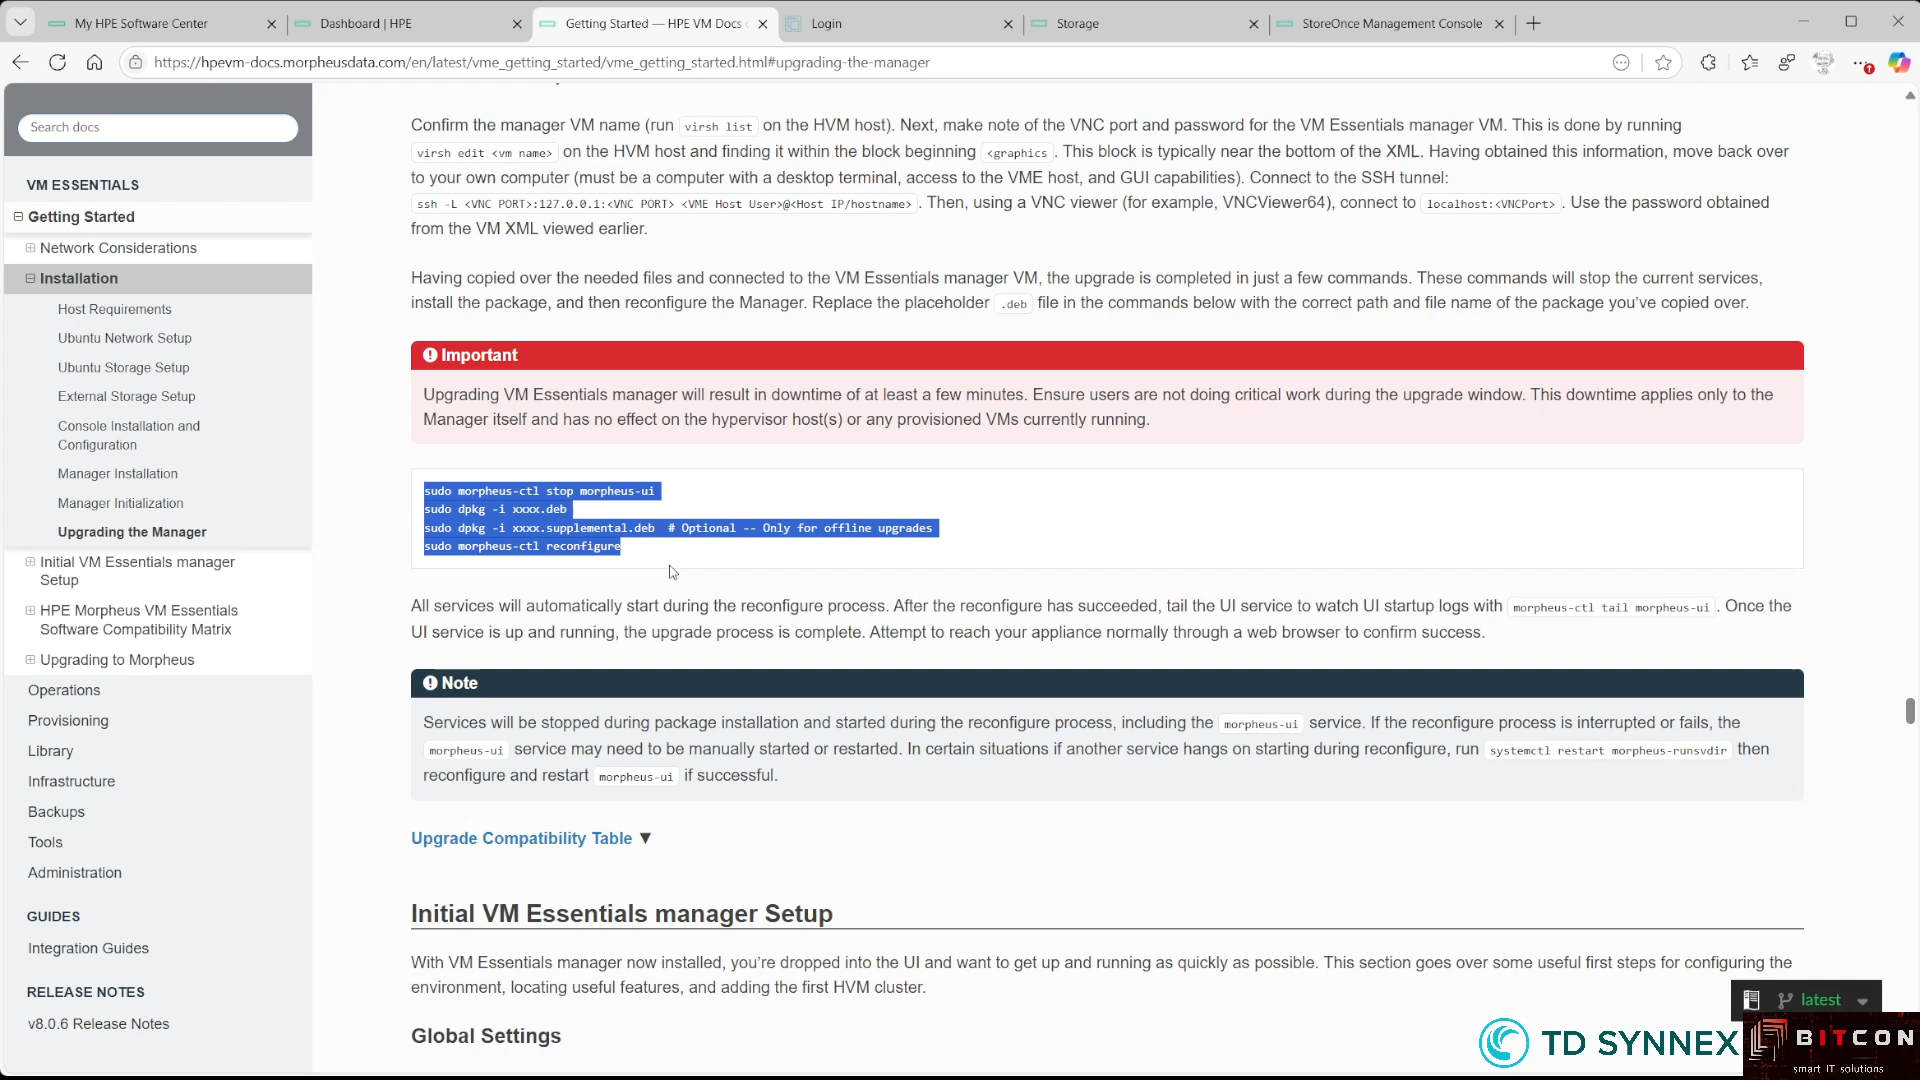 My HPE Software Center
Dashboard | HPE
Getting Started — HPE VM Docs
Login
Storage
StoreOnce Management Console
https://hpevm-docs.morpheusdata.com/en/latest/vme_getting_started/vme_getting_started.html#upgrading-the-manager
Search docs
VM ESSENTIALS
Getting Started
Network Considerations
Installation
Host Requirements
Ubuntu Network Setup
Ubuntu Storage Setup
External Storage Setup
Console Installation and
Configuration
Manager Installation
Manager Initialization
Upgrading the Manager
Initial VM Essentials manager
Setup
HPE Morpheus VM Essentials
Software Compatibility Matrix
Upgrading to Morpheus
Operations
Provisioning
Library
Infrastructure
Backups
Tools
Administration
GUIDES
Integration Guides
RELEASE NOTES
v8.0.6 Release Notes
Confirm the manager VM name (run virsh list on the HVM host). Next, make note of the VNC port and password for the VM Essentials manager VM. This is done by running
virsh edit <vm name> on the HVM host and finding it within the block beginning <graphics . This block is typically near the bottom of the XML. Having obtained this information, move back over
to your own computer (must be a computer with a desktop terminal, access to the VME host, and GUI capabilities). Connect to the SSH tunnel:
ssh -L <VNC PORT>:127.0.0.1:<VNC PORT> <VME Host User>@<Host IP/hostname> . Then, using a VNC viewer (for example, VNCViewer64), connect to localhost:<VNCPort> . Use the password obtained
from the VM XML viewed earlier.
Having copied over the needed files and connected to the VM Essentials manager VM, the upgrade is completed in just a few commands. These commands will stop the current services,
install the package, and then reconfigure the Manager. Replace the placeholder .deb file in the commands below with the correct path and file name of the package you’ve copied over.
Important
Upgrading VM Essentials manager will result in downtime of at least a few minutes. Ensure users are not doing critical work during the upgrade window. This downtime applies only to the
Manager itself and has no effect on the hypervisor host(s) or any provisioned VMs currently running.
sudo morpheus-ctl stop morpheus-ui
sudo dpkg -i xxxx.deb
sudo dpkg -i xxxx.supplemental.deb # Optional -- Only for offline upgrades
sudo morpheus-ctl reconfigure
All services will automatically start during the reconfigure process. After the reconfigure has succeeded, tail the UI service to watch UI startup logs with morpheus-ctl tail morpheus-ui . Once the
UI service is up and running, the upgrade process is complete. Attempt to reach your appliance normally through a web browser to confirm success.
Note
Services will be stopped during package installation and started during the reconfigure process, including the morpheus-ui service. If the reconfigure process is interrupted or fails, the
morpheus-ui service may need to be manually started or restarted. In certain situations if another service hangs on starting during reconfigure, run systemctl restart morpheus-runsvdir then
reconfigure and restart morpheus-ui if successful.
Upgrade Compatibility Table ▼
Initial VM Essentials manager Setup
With VM Essentials manager now installed, you’re dropped into the UI and want to get up and running as quickly as possible. This section goes over some useful first steps for configuring the
environment, locating useful features, and adding the first HVM cluster.
Global Settings
latest
TD SYNNEX
BITCON
smart IT solutions